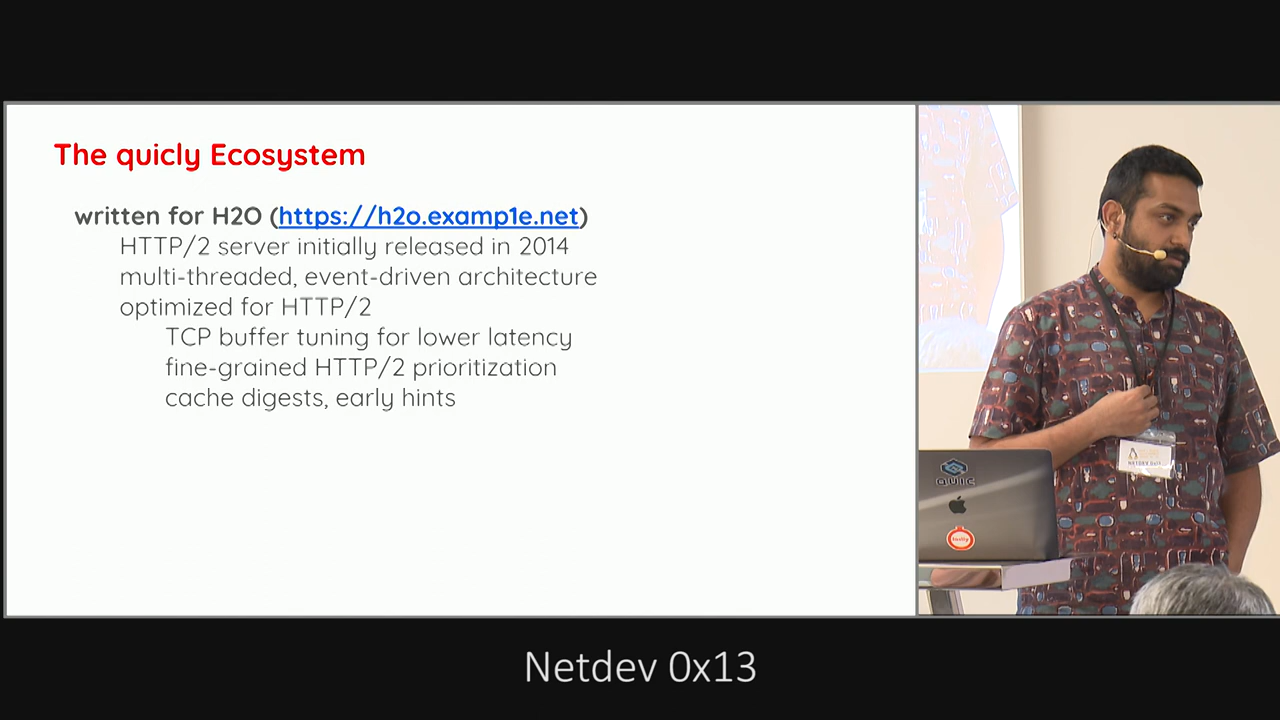 The quicly Ecosystem
written for H2O (https://h2o.examp1e.net)
HTTP/2 server initially released in 2014
multi-threaded, event-driven architecture
optimized for HTTP/2
TCP buffer tuning for lower latency
fine-grained HTTP/2 prioritization
cache digests, early hints
QUIC
fastly
Netdev 0x13